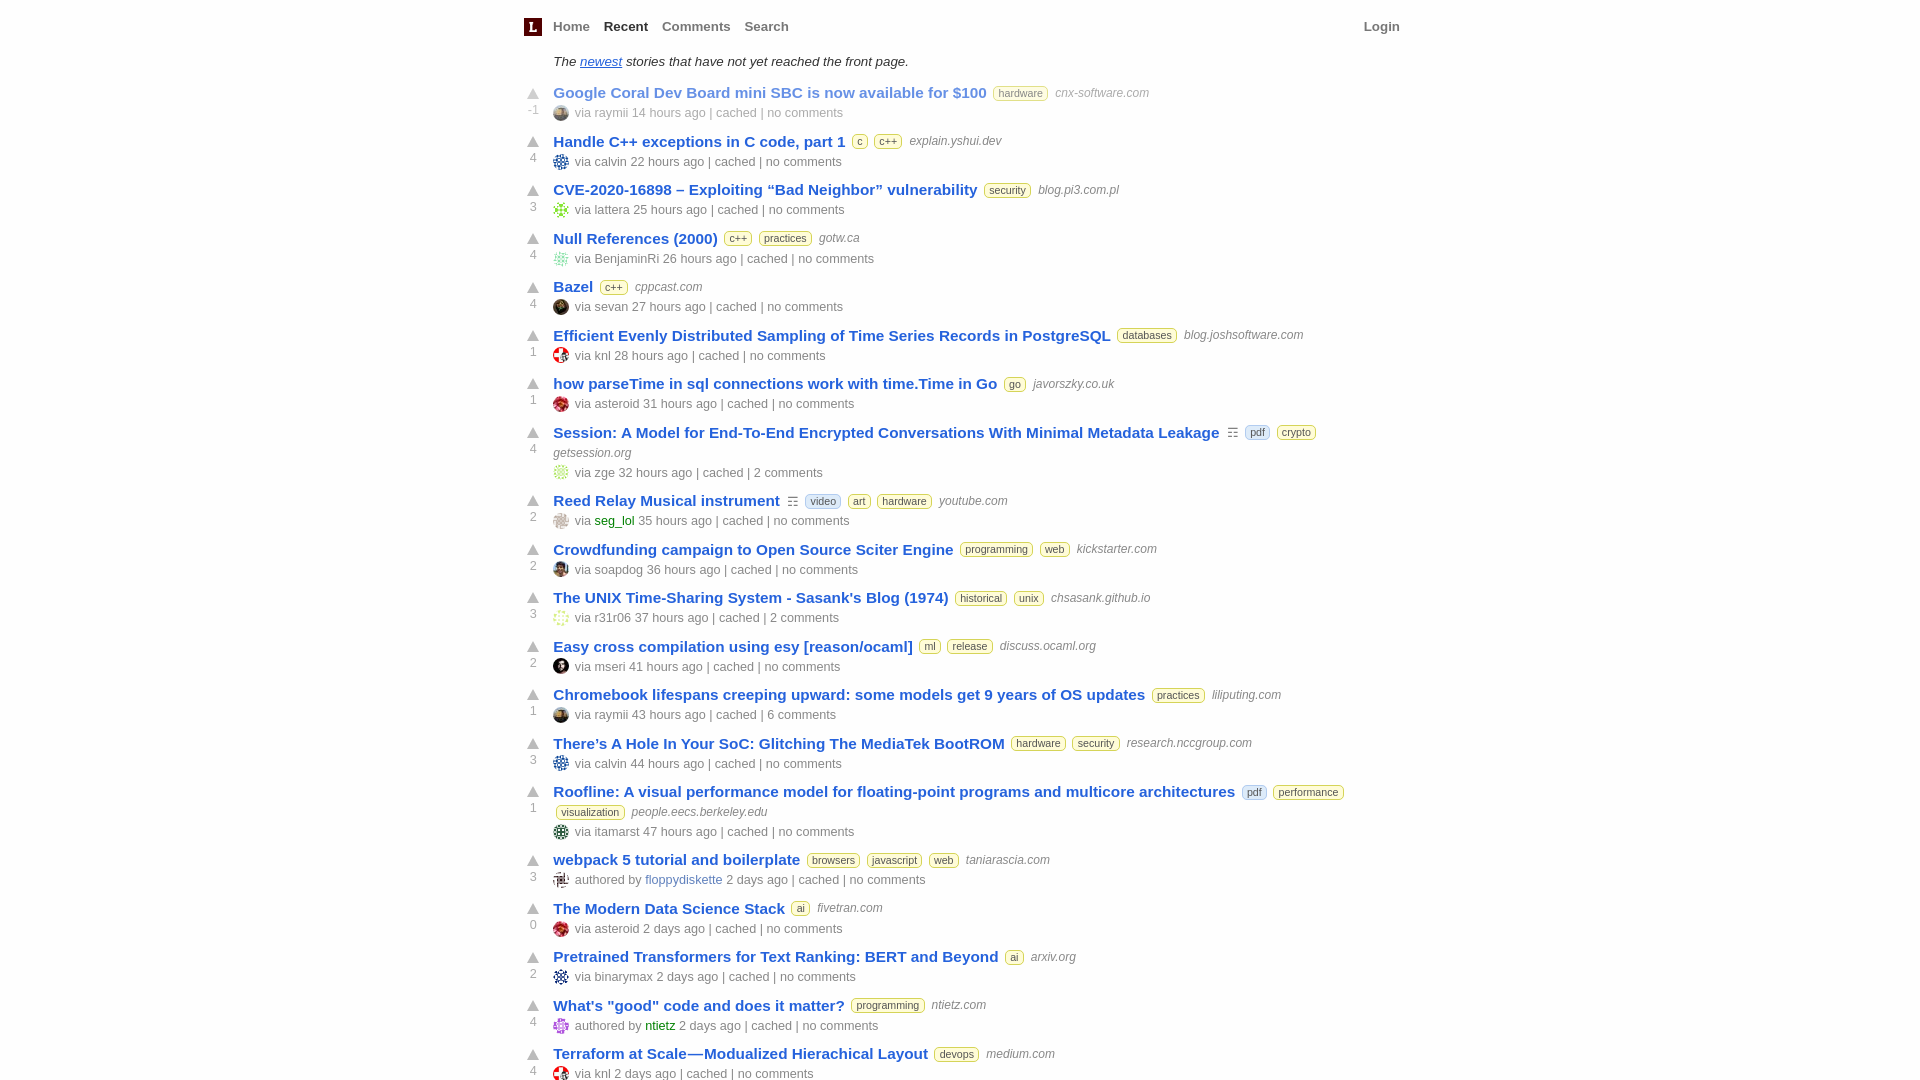 L Home Recent Comments Search Login
The newest stories that have not yet reached the front page.
Google Coral Dev Board mini SBC is now available for $100 hardware cnx-software.com
-1 via raymii 14 hours ago | cached | no comments
Handle C++ exceptions in C code, part 1 c c++ explain.yshui.dev
4 via calvin 22 hours ago | cached | no comments
CVE-2020-16898 – Exploiting “Bad Neighbor” vulnerability security blog.pi3.com.pl
3 via lattera 25 hours ago | cached | no comments
Null References (2000) c++ practices gotw.ca
4 via BenjaminRi 26 hours ago | cached | no comments
Bazel c++ cppcast.com
4 via sevan 27 hours ago | cached | no comments
Efficient Evenly Distributed Sampling of Time Series Records in PostgreSQL databases blog.joshsoftware.com
1 via knl 28 hours ago | cached | no comments
how parseTime in sql connections work with time.Time in Go go javorszky.co.uk
1 via asteroid 31 hours ago | cached | no comments
Session: A Model for End-To-End Encrypted Conversations With Minimal Metadata Leakage ☶ pdf crypto
4 getsession.org
via zge 32 hours ago | cached | 2 comments
Reed Relay Musical instrument ☶ video art hardware youtube.com
2 via seg_lol 35 hours ago | cached | no comments
Crowdfunding campaign to Open Source Sciter Engine programming web kickstarter.com
2 via soapdog 36 hours ago | cached | no comments
The UNIX Time-Sharing System - Sasank's Blog (1974) historical unix chsasank.github.io
3 via r31r06 37 hours ago | cached | 2 comments
Easy cross compilation using esy [reason/ocaml] ml release discuss.ocaml.org
2 via mseri 41 hours ago | cached | no comments
Chromebook lifespans creeping upward: some models get 9 years of OS updates practices liliputing.com
1 via raymii 43 hours ago | cached | 6 comments
There’s A Hole In Your SoC: Glitching The MediaTek BootROM hardware security research.nccgroup.com
3 via calvin 44 hours ago | cached | no comments
Roofline: A visual performance model for floating-point programs and multicore architectures pdf performance
1 visualization people.eecs.berkeley.edu
via itamarst 47 hours ago | cached | no comments
webpack 5 tutorial and boilerplate browsers javascript web taniarascia.com
3 authored by floppydiskette 2 days ago | cached | no comments
The Modern Data Science Stack ai fivetran.com
0 via asteroid 2 days ago | cached | no comments
Pretrained Transformers for Text Ranking: BERT and Beyond ai arxiv.org
2 via binarymax 2 days ago | cached | no comments
What's "good" code and does it matter? programming ntietz.com
4 authored by ntietz 2 days ago | cached | no comments
Terraform at Scale — Modualized Hierachical Layout devops medium.com
4 via knl 2 days ago | cached | no comments